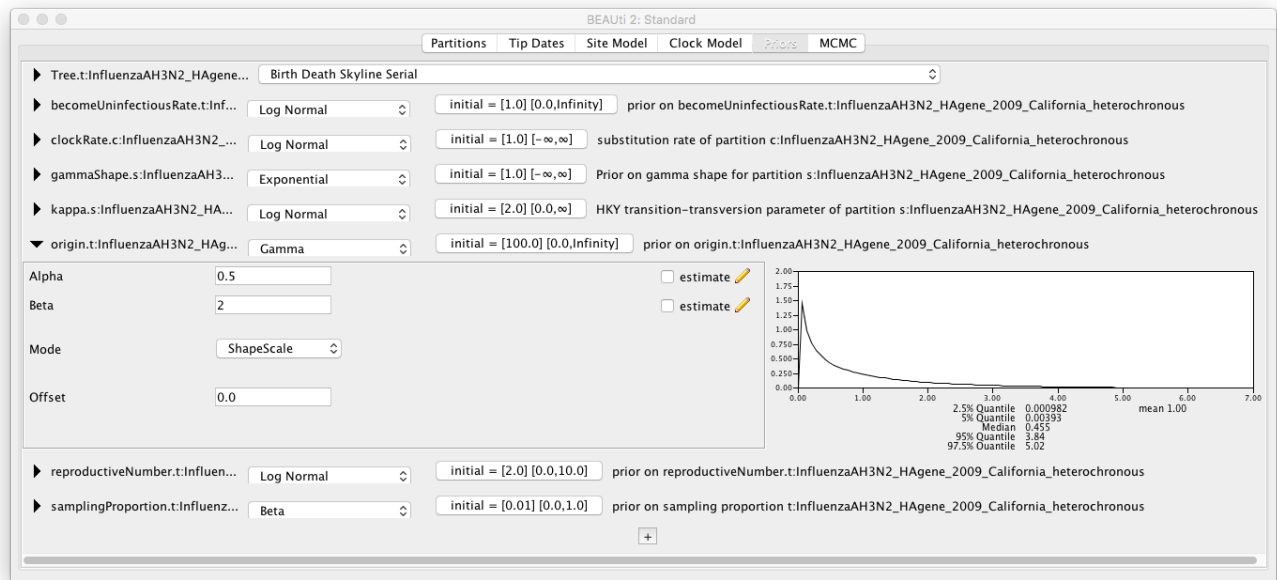 BEAUti 2: Standard
Partitions Tip Dates Site Model Clock Model Priors MCMC
Tree.t:InfluenzaAH3N2_HAgene... Birth Death Skyline Serial
becomeUninfectiousRate.t:Inf... Log Normal initial = [1.0] [0.0,Infinity] prior on becomeUninfectiousRate.t:InfluenzaAH3N2_HAgene_2009_California_heterochronous
clockRate.c:InfluenzaAH3N2_... Log Normal initial = [1.0] [-∞,∞] substitution rate of partition c:InfluenzaAH3N2_HAgene_2009_California_heterochronous
gammaShape.s:InfluenzaAH3... Exponential initial = [1.0] [-∞,∞] Prior on gamma shape for partition s:InfluenzaAH3N2_HAgene_2009_California_heterochronous
kappa.s:InfluenzaAH3N2_HA... Log Normal initial = [2.0] [0.0,∞] HKY transition-transversion parameter of partition s:InfluenzaAH3N2_HAgene_2009_California_heterochronous
origin.t:InfluenzaAH3N2_HAg... Gamma initial = [100.0] [0.0,Infinity] prior on origin.t:InfluenzaAH3N2_HAgene_2009_California_heterochronous
Alpha 0.5 estimate
Beta 2 estimate
Mode ShapeScale
Offset 0.0
2.00
1.75
1.50
1.25
1.00
0.750
0.500
0.250
0.00
0.00 1.00 2.00 3.00 4.00 5.00 6.00 7.00
2.5% Quantile 0.000982 mean 1.00
5% Quantile 0.00393
Median 0.455
95% Quantile 3.84
97.5% Quantile 5.02
reproductiveNumber.t:Influen... Log Normal initial = [2.0] [0.0,10.0] prior on reproductiveNumber.t:InfluenzaAH3N2_HAgene_2009_California_heterochronous
samplingProportion.t:Influenz... Beta initial = [0.01] [0.0,1.0] prior on sampling proportion t:InfluenzaAH3N2_HAgene_2009_California_heterochronous
+